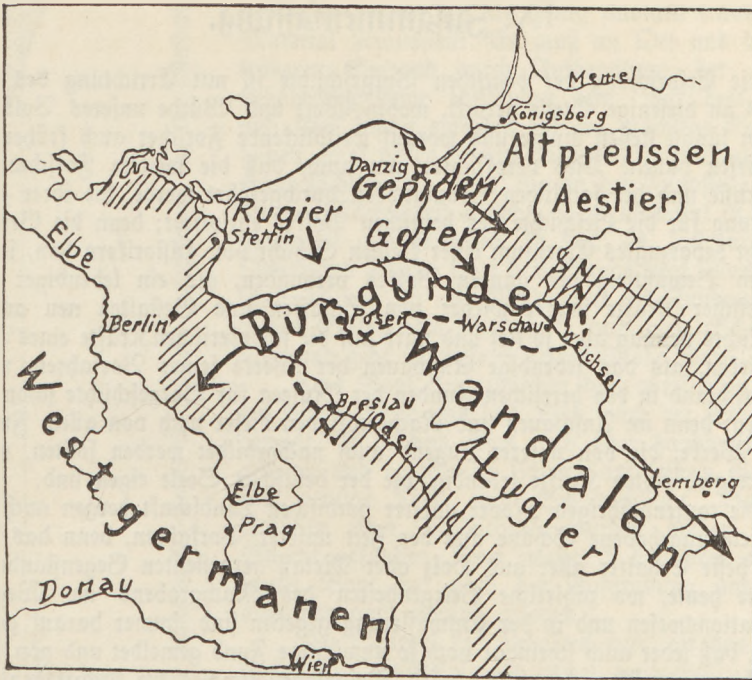 Memel
Königsberg
Altpreussen
(Aestier)
Danzig
Gepiden
Rugier
Goten
Stettin
Elbe
Burgunden
Berlin
Posen
Warschau
Weichsel
Wandalan
(Lugier)
Breslau
Oder
Westgermanen
Lemberg
Elbe
Prag
Donau
Wien